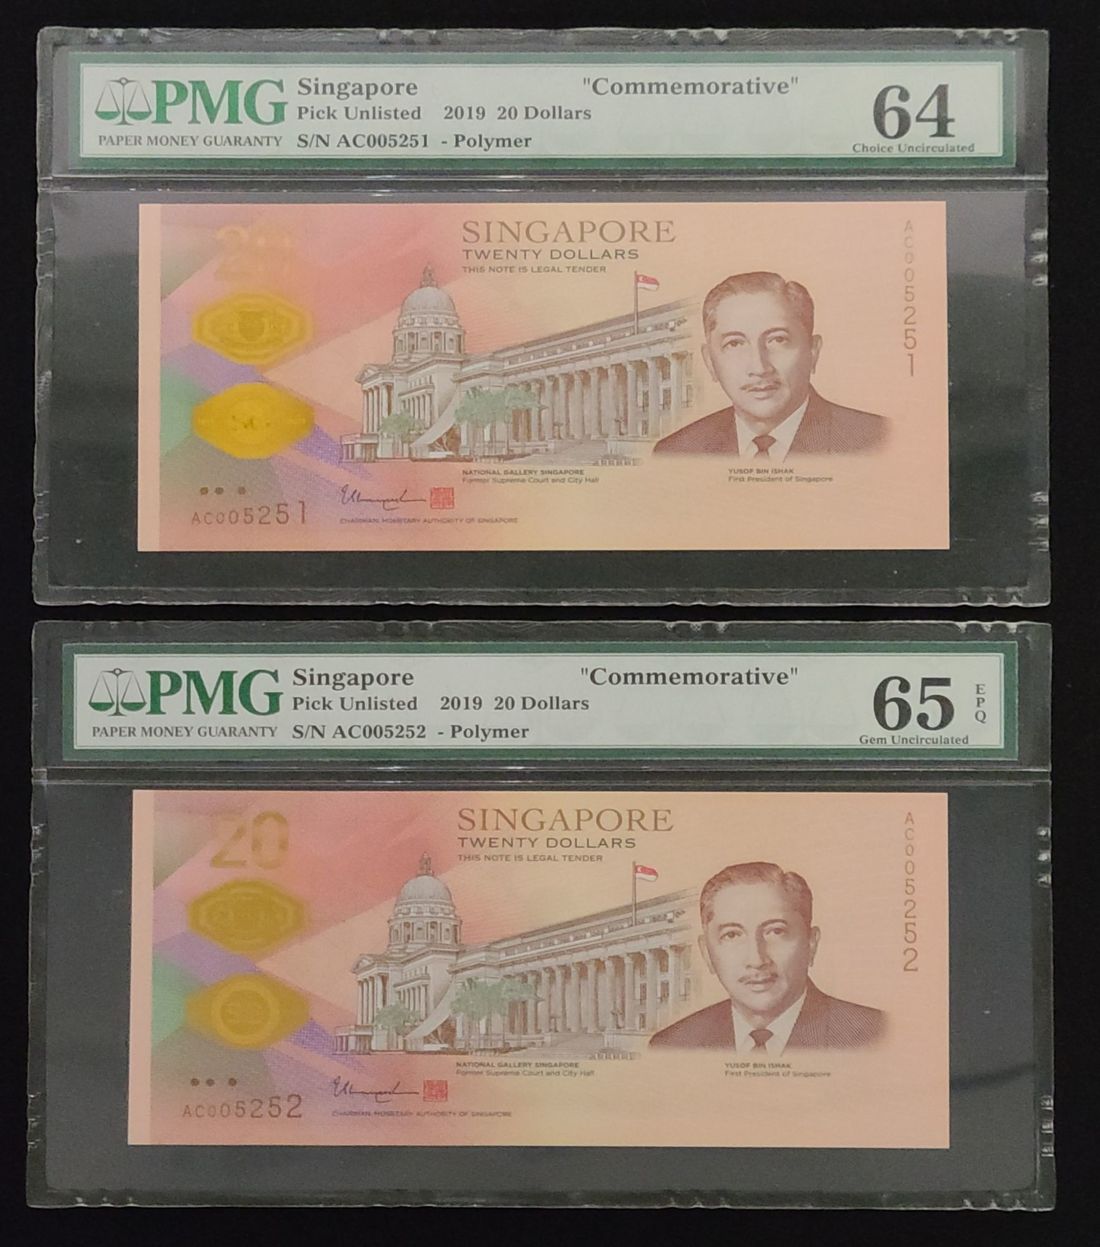 PMG
PAPER MONEY GUARANTY
Singapore "Commemorative"
Pick Unlisted 2019 20 Dollars
S/N AC005251 - Polymer
64
Choice Uncirculated
20
SINGAPORE
TWENTY DOLLARS
THIS NOTE IS LEGAL TENDER
AC005251
NATIONAL GALLERY SINGAPORE
Former Supreme Court and City Hall
YUSOF BIN ISHAK
First President of Singapore
AC005251
CHAIRMAN, MONETARY AUTHORITY OF SINGAPORE
PMG
PAPER MONEY GUARANTY
Singapore "Commemorative"
Pick Unlisted 2019 20 Dollars
S/N AC005252 - Polymer
65
EPQ
Gem Uncirculated
20
SINGAPORE
TWENTY DOLLARS
THIS NOTE IS LEGAL TENDER
AC005252
NATIONAL GALLERY SINGAPORE
Former Supreme Court and City Hall
YUSOF BIN ISHAK
First President of Singapore
AC005252
CHAIRMAN, MONETARY AUTHORITY OF SINGAPORE